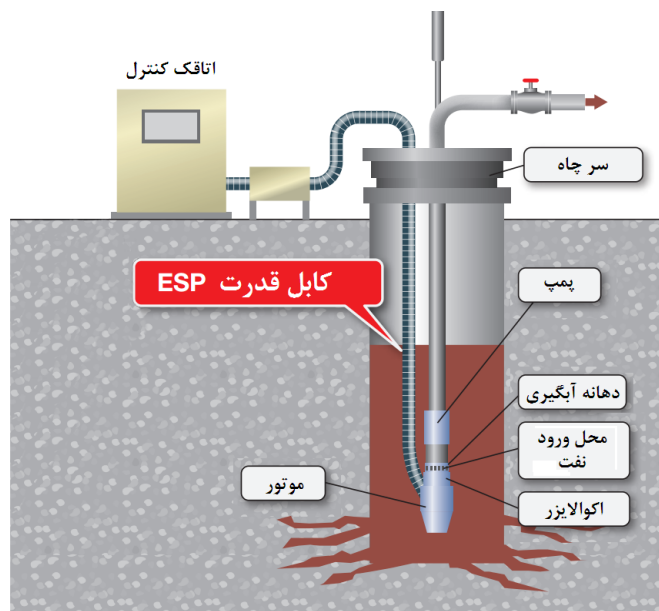 اتاقک کنترل
سر چاه
کابل قدرت ESP
پمپ
دهانه آبگیری
محل ورود
نفت
موتور
اکوالایزر